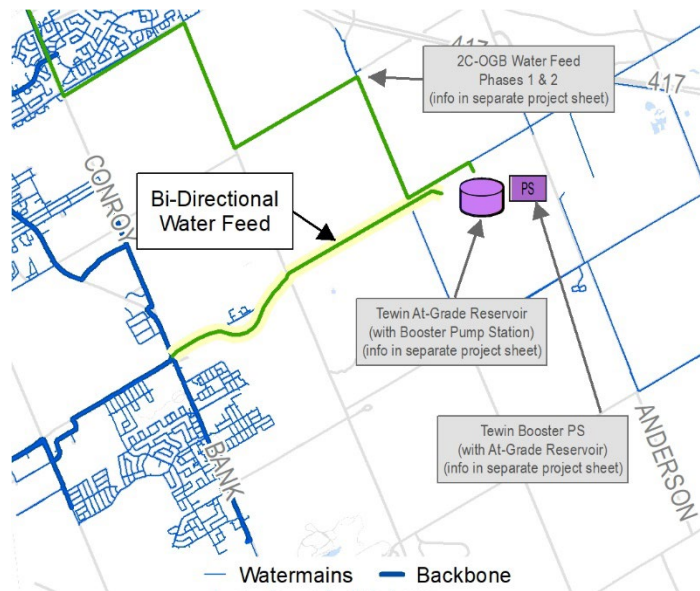 417
2C-OGB Water Feed
Phases 1 & 2
(info in separate project sheet)
417
CONROY
Bi-Directional
Water Feed
PS
Tewin At-Grade Reservoir
(with Booster Pump Station)
(info in separate project sheet)
Tewin Booster PS
(with At-Grade Reservoir)
(info in separate project sheet)
ANDERSON
BANK
Watermains
Backbone